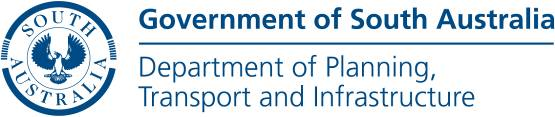 SOUTH
AUSTRALIA
Government of South Australia
Department of Planning,
Transport and Infrastructure